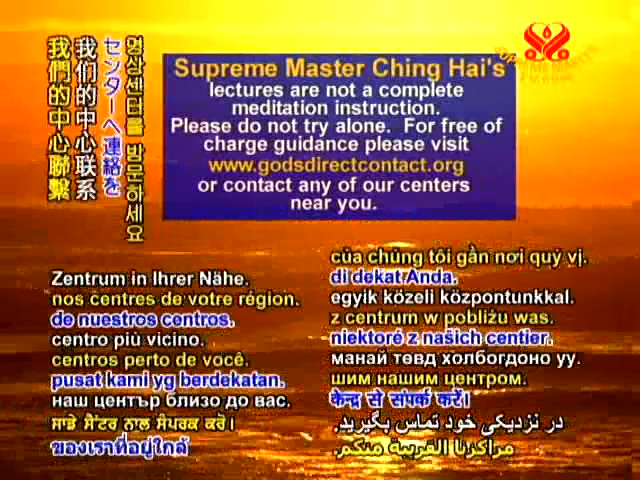 我們的中心聯繫
我们的中心联系
センターへ連絡を
명상센터를 방문하세요
Supreme Master Ching Hai's
lectures are not a complete
meditation instruction.
Please do not try alone. For free of
charge guidance please visit
www.godsdirectcontact.org
or contact any of our centers
near you.
Zentrum in Ihrer Nähe.
nos centres de votre région.
de nuestros centros.
centro più vicino.
centros perto de você.
pusat kami yg berdekatan.
наш център близо до вас.
ਸਾਡੇ ਸੈਂਟਰ ਨਾਲ ਸੰਪਰਕ ਕਰੋ।
ของเราที่อยู่ใกล้
của chúng tôi gần nơi quý vị.
di dekat Anda.
egyik közeli központunkkal.
z centrum w pobliżu was.
niektoré z našich centier.
манай төвд холбогдоно уу.
шим нашим центром.
केन्द्र से संपर्क करें।
در نزدیکی خود تماس بگیرید.
مراكزنا القريبة منكم.